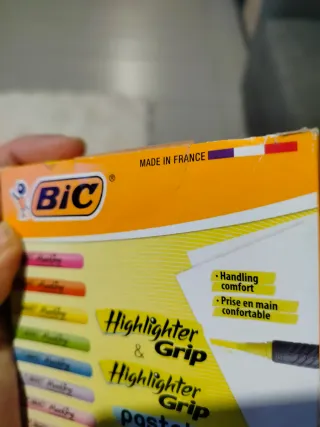 MADE IN FRANCE
BiC®
• Handling
comfort
• Prise en main
confortable
Highlighter
& Grip
Highlighter
Grip
pastel